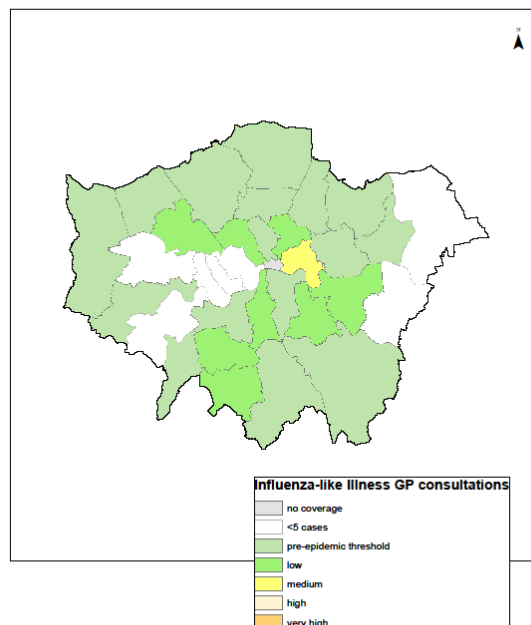 Influenza-like Illness GP consultations
no coverage
<5 cases
pre-epidemic threshold
low
medium
high
very high